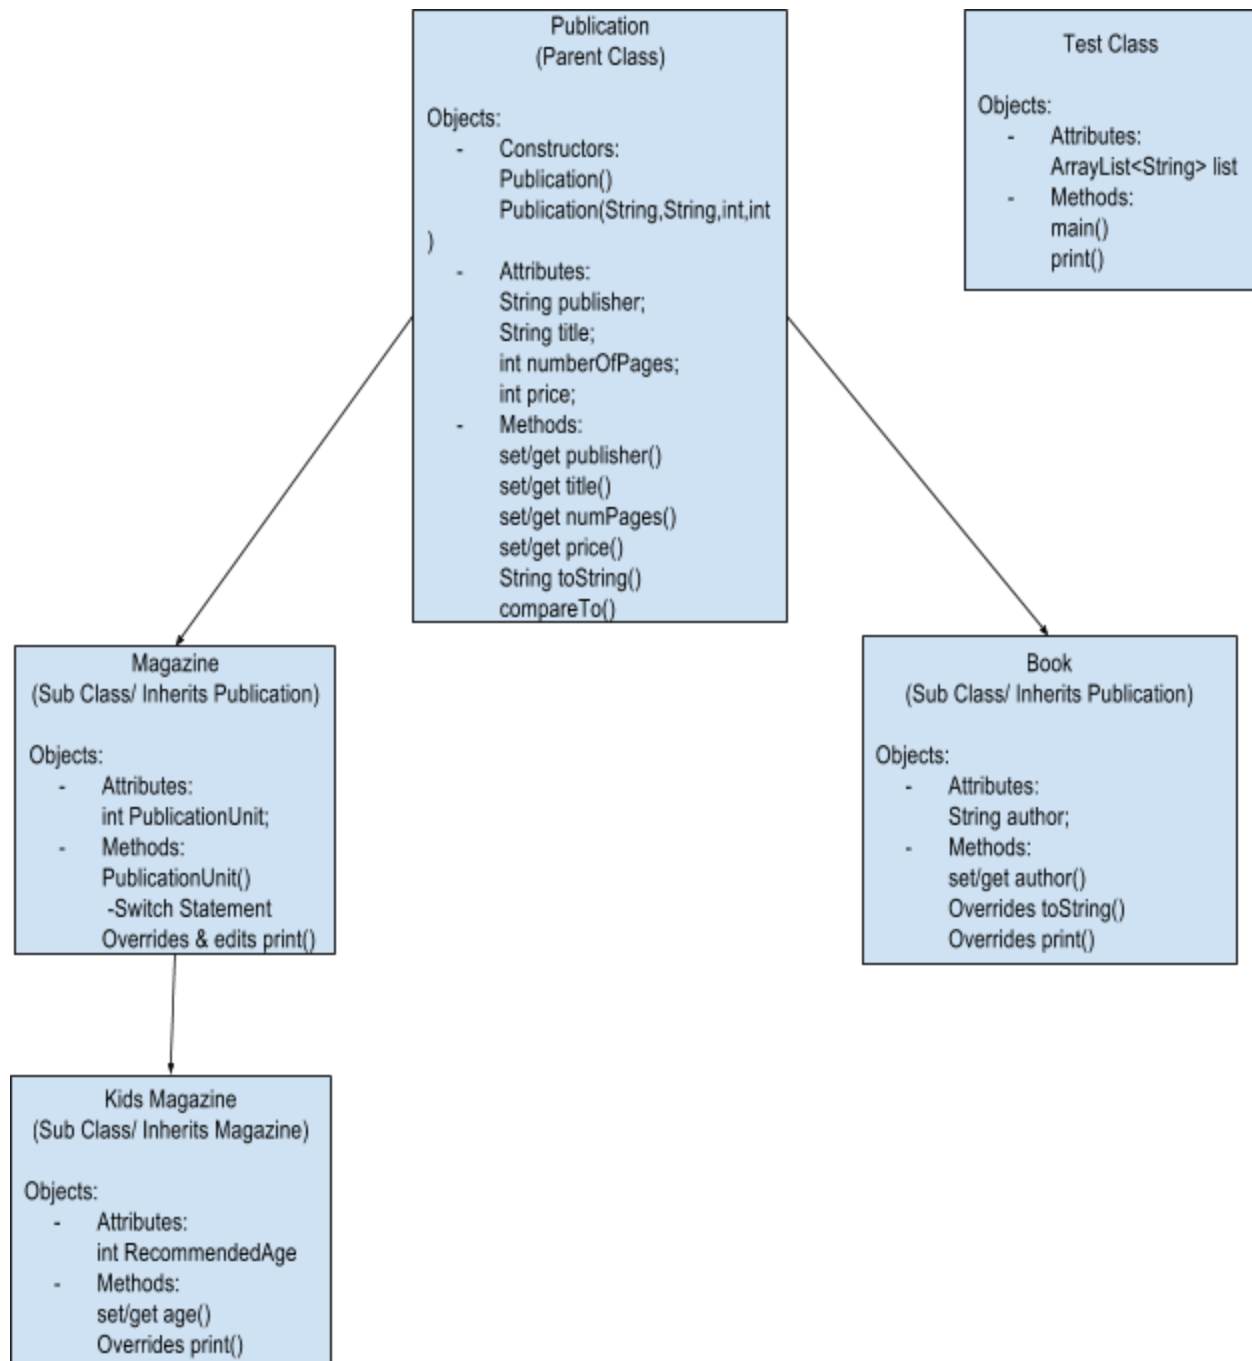 Publication
(Parent Class)
Objects:
- Constructors:
Publication()
Publication(String,String,int,int
)
- Attributes:
String publisher;
String title;
int numberOfPages;
int price;
- Methods:
set/get publisher()
set/get title()
set/get numPages()
set/get price()
String toString()
compareTo()
Test Class
Objects:
- Attributes:
ArrayList<String> list
- Methods:
main()
print()
Magazine
(Sub Class/ Inherits Publication)
Objects:
- Attributes:
int PublicationUnit;
- Methods:
PublicationUnit()
-Switch Statement
Overrides & edits print()
Book
(Sub Class/ Inherits Publication)
Objects:
- Attributes:
String author;
- Methods:
set/get author()
Overrides toString()
Overrides print()
Kids Magazine
(Sub Class/ Inherits Magazine)
Objects:
- Attributes:
int RecommendedAge
- Methods:
set/get age()
Overrides print()